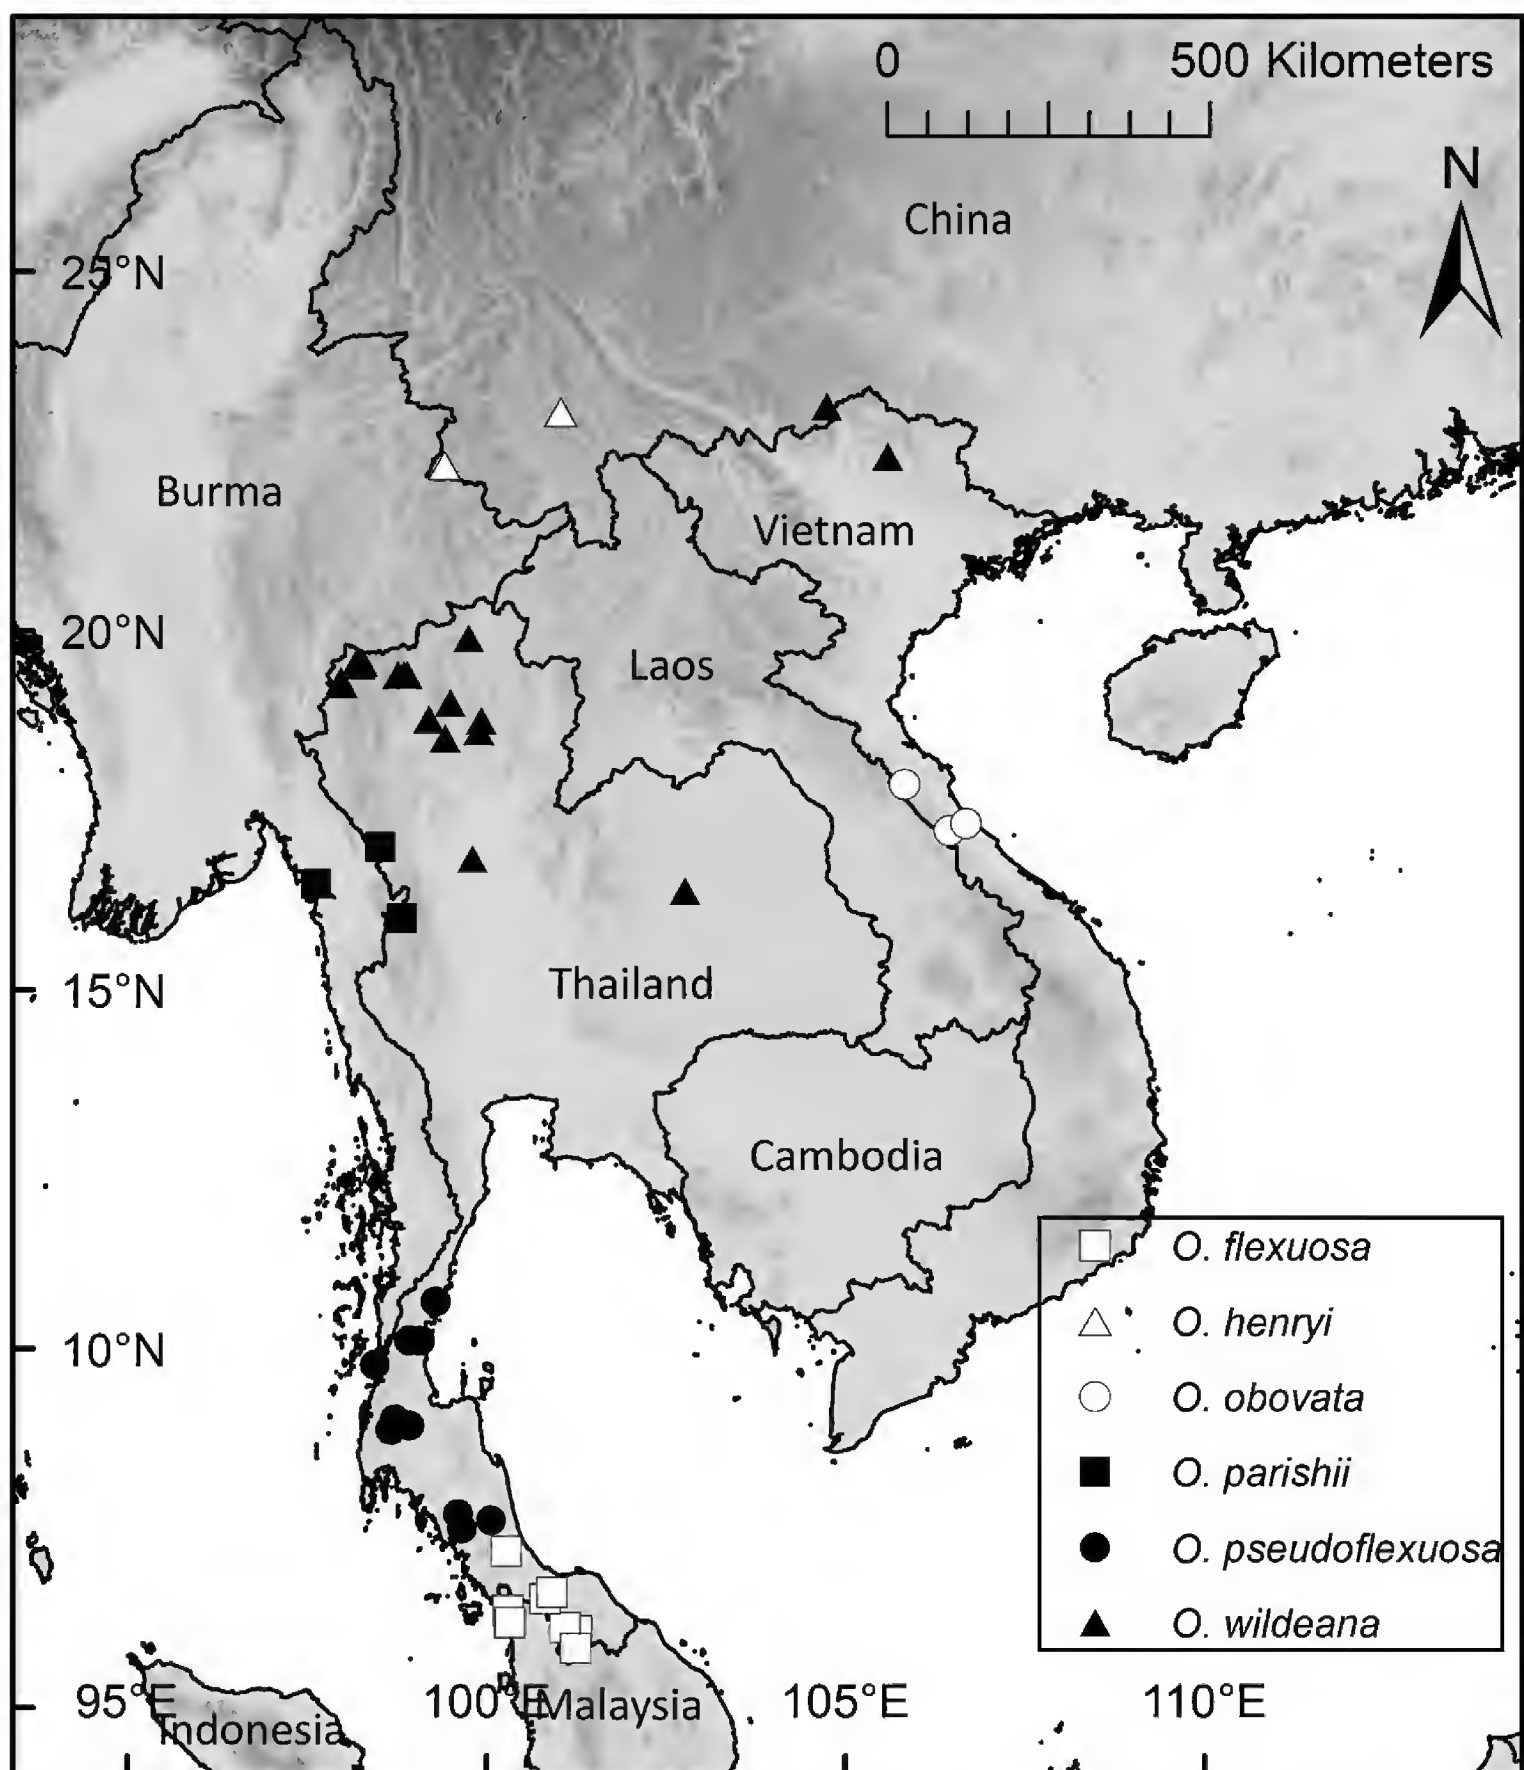 0 500 Kilometers
N
China
25°N
Burma
Vietnam
20°N
Laos
15°N
Thailand
Cambodia
O. flexuosa
O. henryi
10°N
O. obovata
O. parishii
O. pseudoflexuosa
O. wildeana
95°E 100°E 105°E 110°E
Malaysia
Indonesia